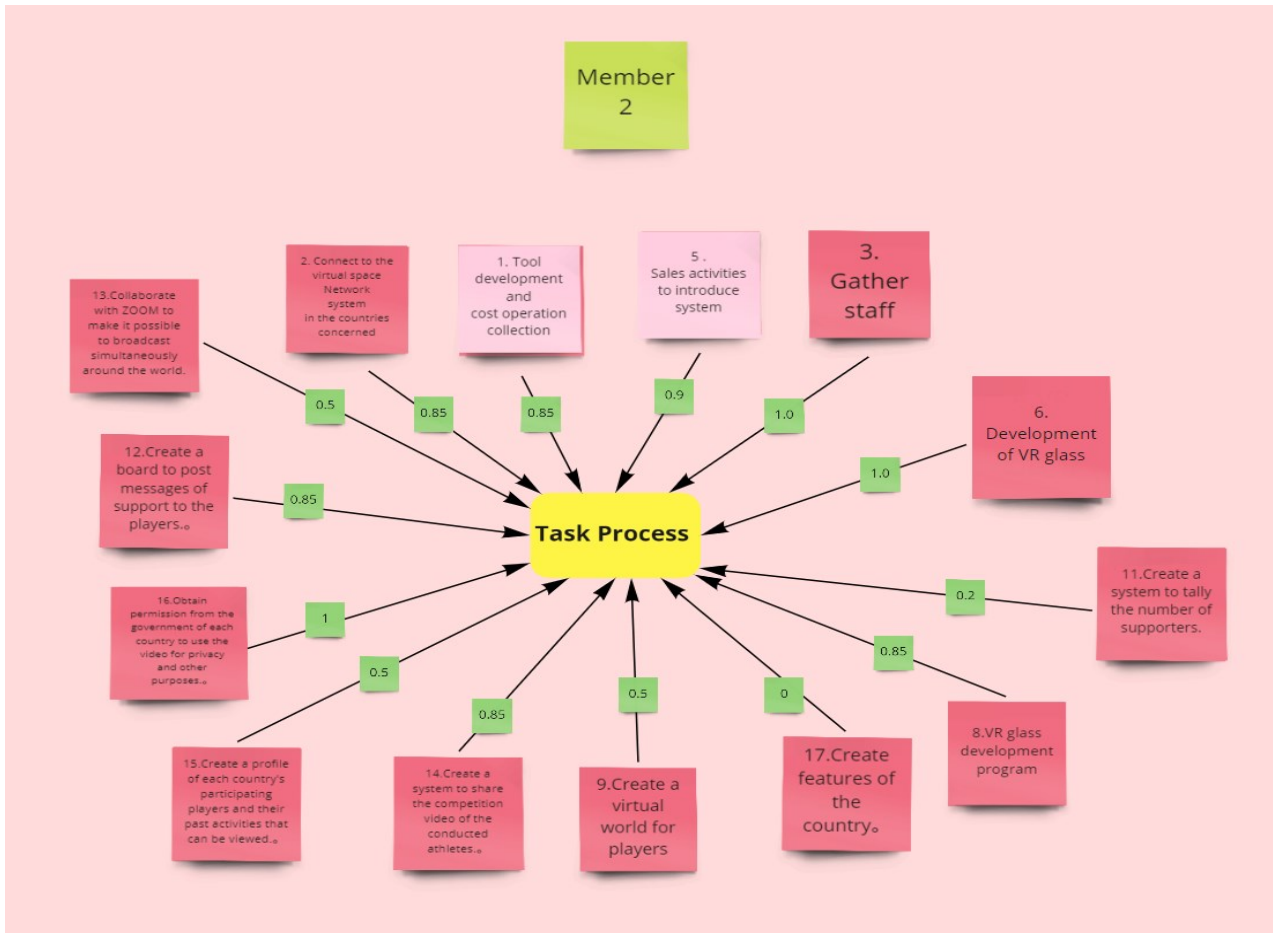 Member
2
13.Collaborate
with ZOOM to
make it possible
to broadcast
simultaneously
around the world.
2. Connect to the
virtual space
Network
system
in the countries
concerned
1. Tool
development
and
cost operation
collection
5 .
Sales activities
to introduce
system
3.
Gather
staff
6.
Development
of VR glass
0.5
0.85
0.85
0.9
1.0
1.0
12.Create a
board to post
messages of
support to the
players.。
0.85
Task Process
11.Create a
system to tally
the number of
supporters.
0.2
16.Obtain
permission from the
government of each
country to use the
video for privacy
and other
purposes.。
1
0.5
0.85
0.5
0
0.85
15.Create a profile
of each country's
participating
players and their
past activities that
can be viewed.。
14.Create a
system to share
the competition
video of the
conducted
athletes.。
9.Create a
virtual
world for
players
17.Create
features of
the
country。
8.VR glass
development
program